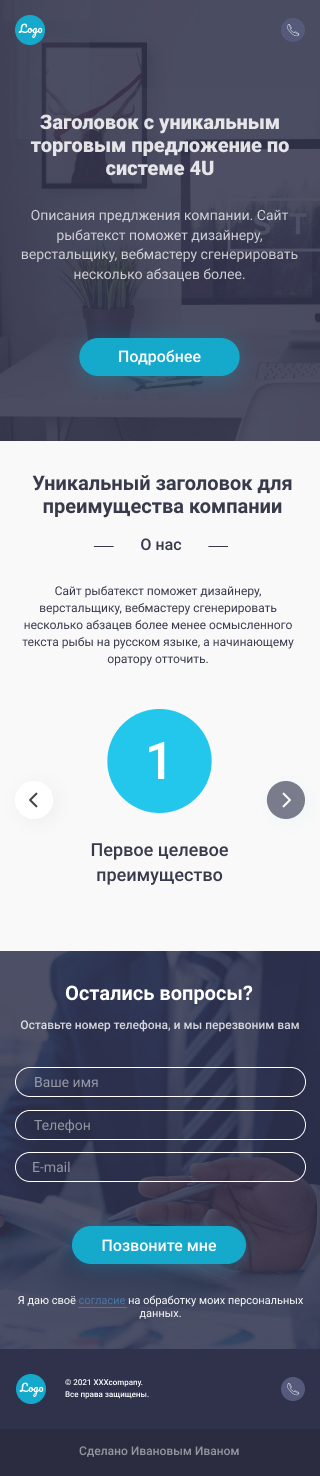 Logo
Заголовок с уникальным
торговым предложение по
системе 4U
Описания предлжения компании. Сайт
рыбатекст поможет дизайнеру,
верстальщику, вебмастеру сгенерировать
несколько абзацев более.
Подробнее
Уникальный заголовок для
преимущества компании
О нас
Сайт рыбатекст поможет дизайнеру,
верстальщику, вебмастеру сгенерировать
несколько абзацев более менее осмысленного
текста рыбы на русском языке, а начинающему
оратору отточить.
1
Первое целевое
преимущество
Остались вопросы?
Оставьте номер телефона, и мы перезвоним вам
Ваше имя
Телефон
E-mail
Позвоните мне
Я даю своё согласие на обработку моих персональных
данных.
Logo
© 2021 XXXcompany.
Все права защищены.
Сделано Ивановым Иваном